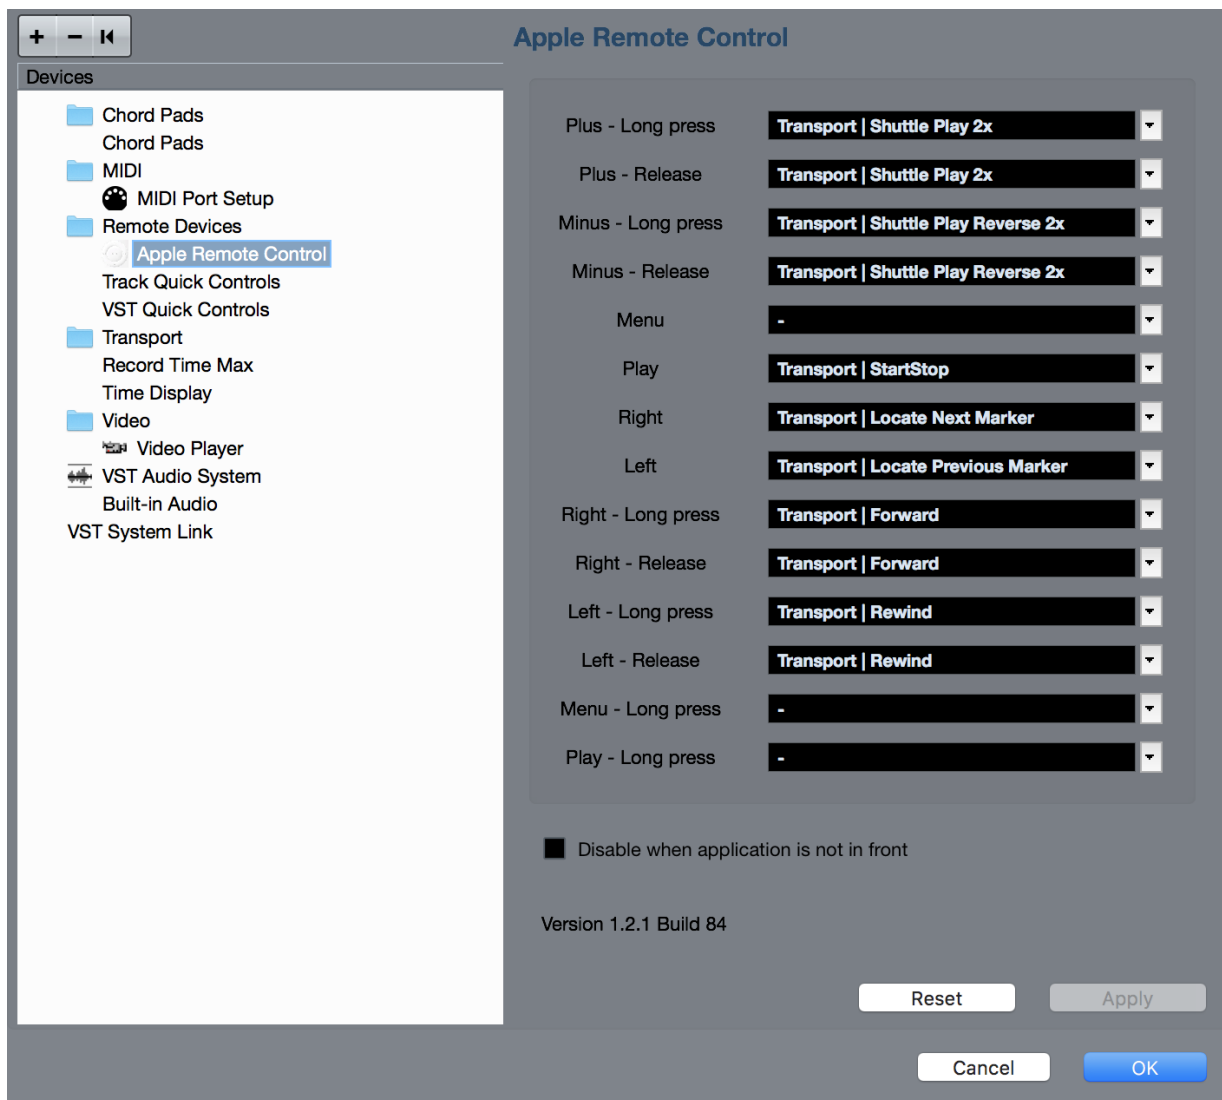 Apple Remote Control
Devices
Chord Pads
Chord Pads
MIDI
MIDI Port Setup
Remote Devices
Apple Remote Control
Track Quick Controls
VST Quick Controls
Transport
Record Time Max
Time Display
Video
Video Player
VST Audio System
Built-in Audio
VST System Link
Plus - Long press Transport | Shuttle Play 2x
Plus - Release Transport | Shuttle Play 2x
Minus - Long press Transport | Shuttle Play Reverse 2x
Minus - Release Transport | Shuttle Play Reverse 2x
Menu -
Play Transport | StartStop
Right Transport | Locate Next Marker
Left Transport | Locate Previous Marker
Right - Long press Transport | Forward
Right - Release Transport | Forward
Left - Long press Transport | Rewind
Left - Release Transport | Rewind
Menu - Long press -
Play - Long press -
Disable when application is not in front
Version 1.2.1 Build 84
Reset Apply
Cancel OK